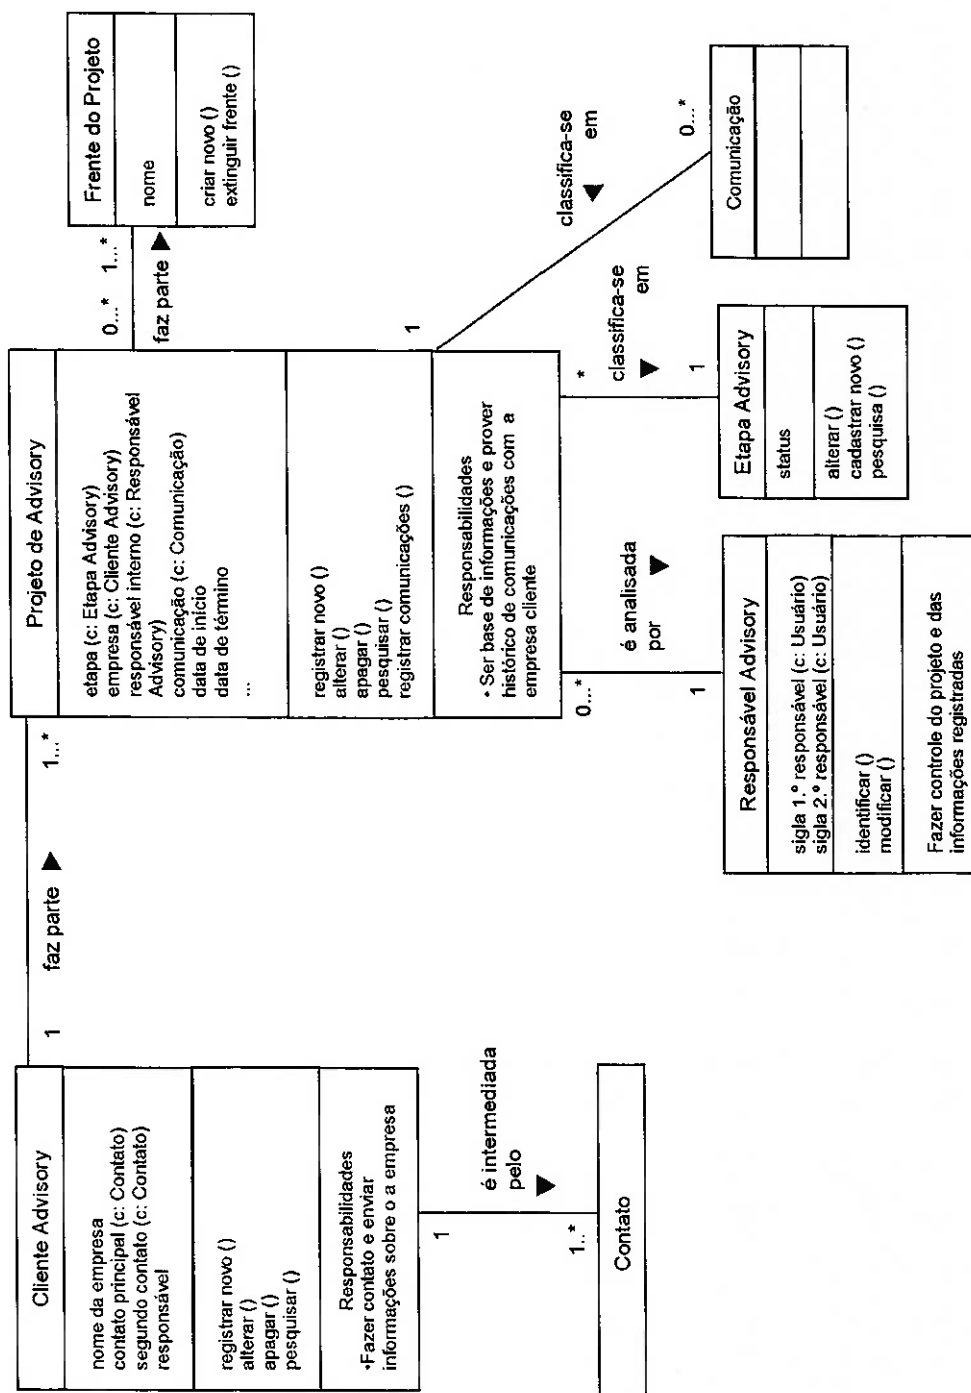 Cliente Advisory
nome da empresa
contato principal (c: Contato)
segundo contato (c: Contato)
responsável
registrar novo ()
alterar ()
apagar ()
pesquisar ()
Responsabilidades
•Fazer contato e enviar
informações sobre o a empresa
1
faz parte ▶
1...*
1
é intermediada
pelo
▶
1..*
Contato
Projeto de Advisory
etapa (c: Etapa Advisory)
empresa (c: Cliente Advisory)
responsável interno (c: Responsável
Advisory)
comunicação (c: Comunicação)
data de início
data de término
...
registrar novo ()
alterar ()
apagar ()
pesquisar ()
registrar comunicações ()
Responsabilidades
• Ser base de informações e prover
histórico de comunicações com a
empresa cliente
0...*
1...*
faz parte ▶
Frente do Projeto
nome
criar novo ()
extinguir frente ()
0...*
é analisada
por
▼
1
Responsável Advisory
sigla 1.º responsável (c: Usuário)
sigla 2.º responsável (c: Usuário)
identificar ()
modificar ()
Fazer controle do projeto e das
informações registradas
*
classifica-se
▼
em
1
Etapa Advisory
status
alterar ()
cadastrar novo ()
pesquisa ()
1
classifica-se
▲
em
0...*
Comunicação